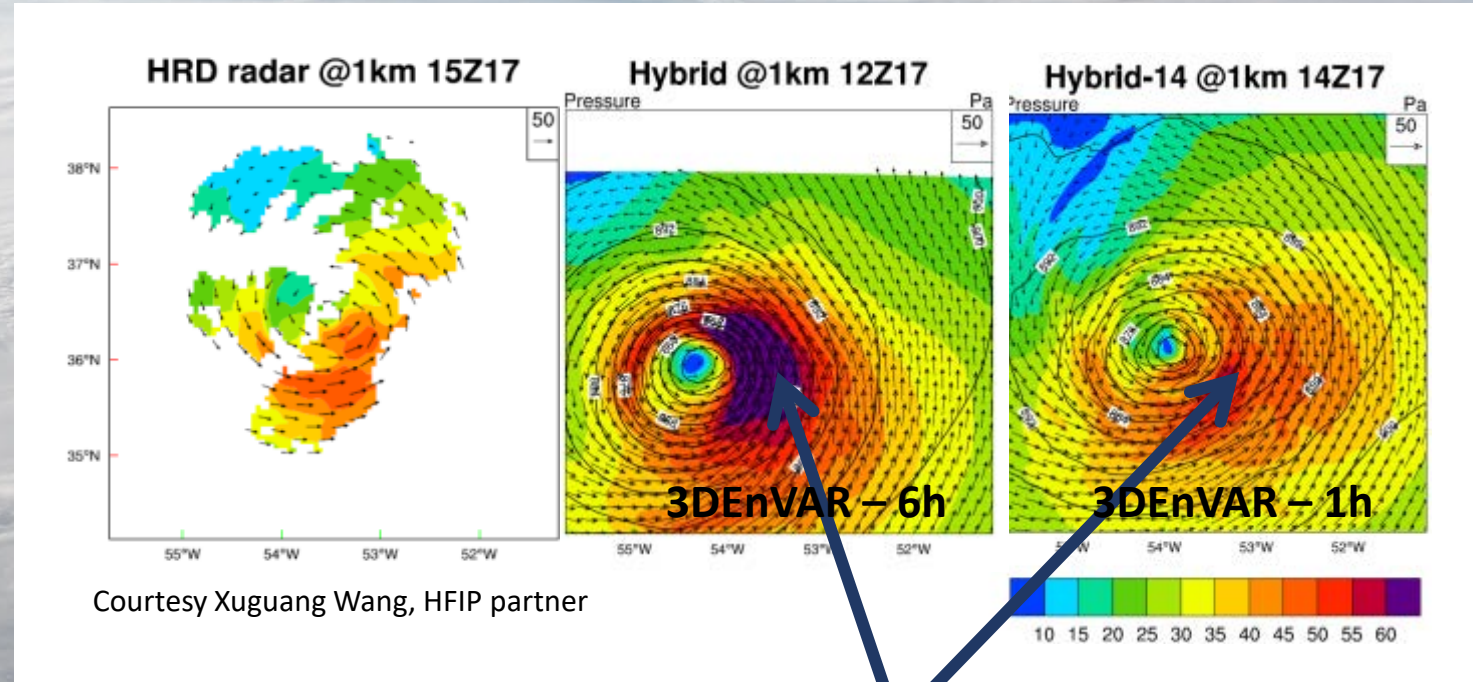 HRD radar @1km 15Z17
50
38°N
37°N
36°N
35°N
55°W 54°W 53°W 52°W
Hybrid @1km 12Z17
Pressure Pa
50
892
3DEnVAR – 6h
55°W 54°W 53°W 52°W
Hybrid-14 @1km 14Z17
Pressure Pa
50
892
3DEnVAR – 1h
54°W 53°W 52°W
10 15 20 25 30 35 40 45 50 55 60
Courtesy Xuguang Wang, HFIP partner